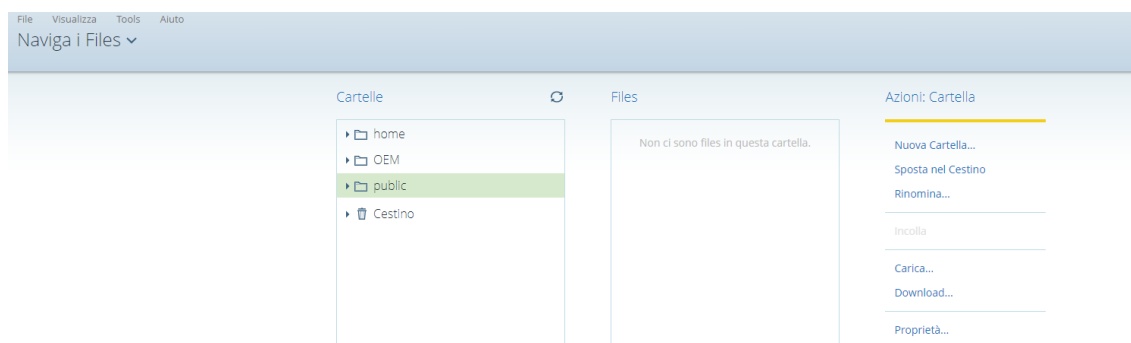 File Visualizza Tools Aiuto
Naviga i Files
Cartelle
home
OEM
public
Cestino
Files
Non ci sono files in questa cartella.
Azioni: Cartella
Nuova Cartella...
Sposta nel Cestino
Rinomina...
Incolla
Carica...
Download...
Proprietà...